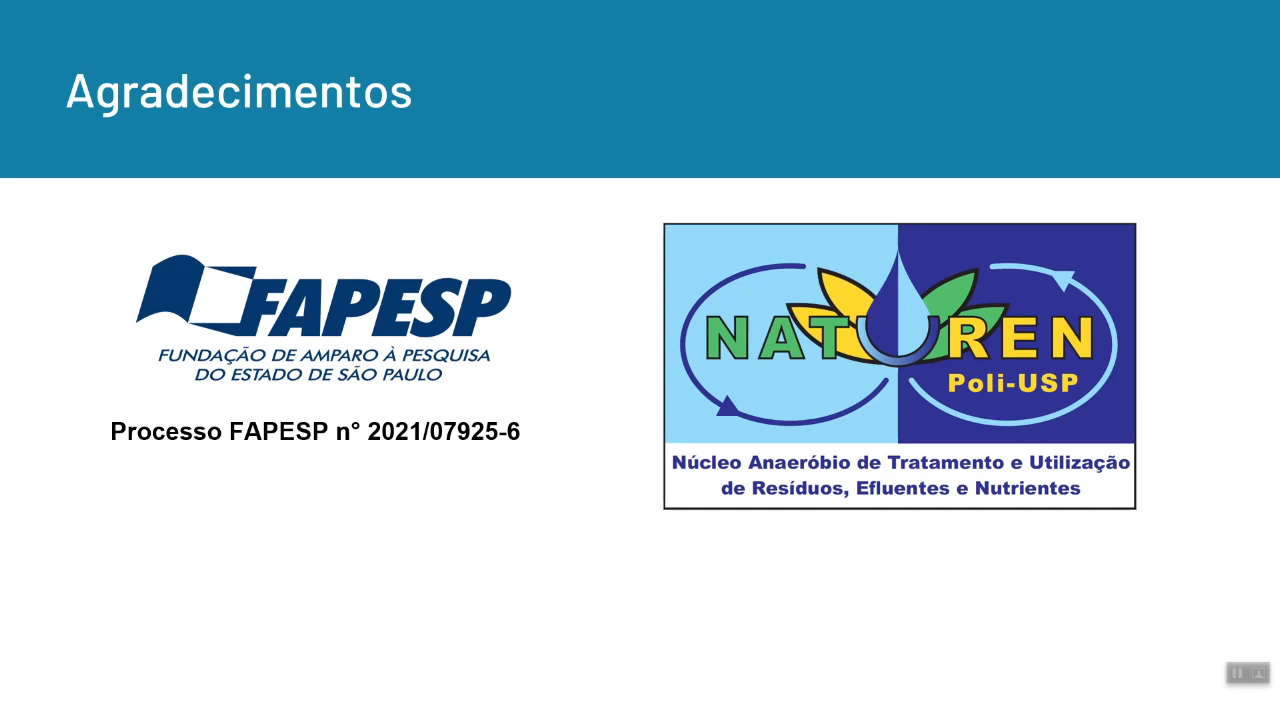 Agradecimentos
FAPESP
FUNDAÇÃO DE AMPARO À PESQUISA
DO ESTADO DE SÃO PAULO
Processo FAPESP n° 2021/07925-6
NATUREN
Poli-USP
Núcleo Anaeróbio de Tratamento e Utilização
de Resíduos, Efluentes e Nutrientes